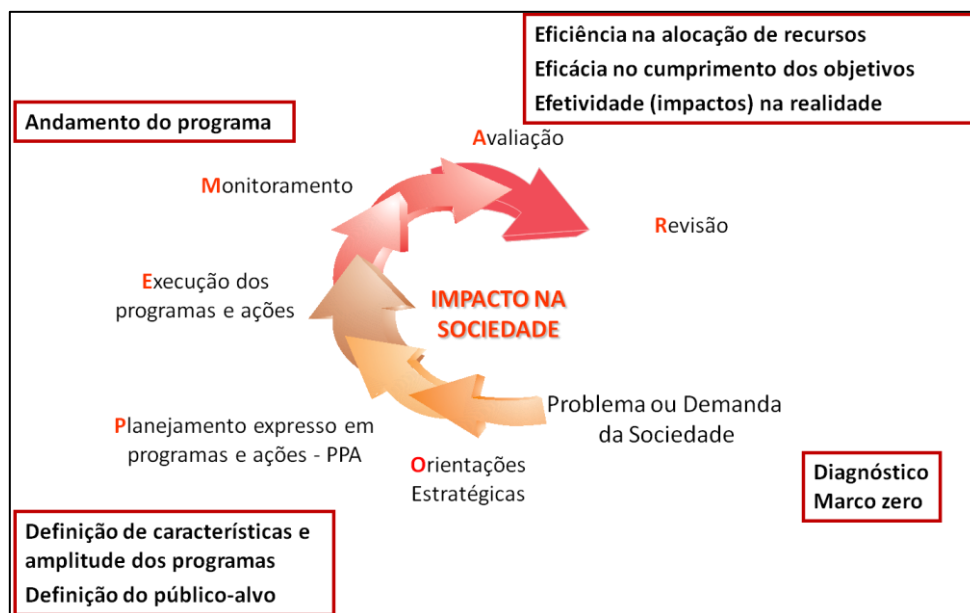 Eficiência na alocação de recursos
Eficácia no cumprimento dos objetivos
Efetividade (impactos) na realidade
Andamento do programa
Avaliação
Monitoramento
Revisão
Execução dos
programas e ações
IMPACTO NA
SOCIEDADE
Problema ou Demanda
da Sociedade
Planejamento expresso em
programas e ações - PPA
Orientações
Estratégicas
Diagnóstico
Marco zero
Definição de características e
amplitude dos programas
Definição do público-alvo